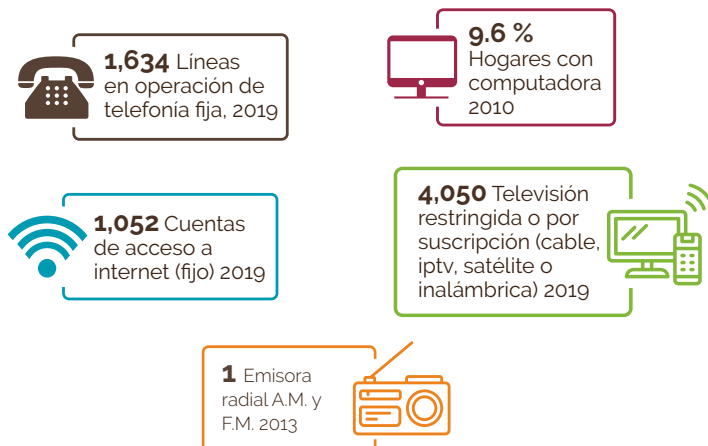 1,634 Líneas
en operación de
telefonía fija, 2019
9.6 %
Hogares con
computadora
2010
1,052 Cuentas
de acceso a
internet (fijo) 2019
4,050 Televisión
restringida o por
suscripción (cable,
iptv, satélite o
inalámbrica) 2019
1 Emisora
radial A.M. y
F.M. 2013